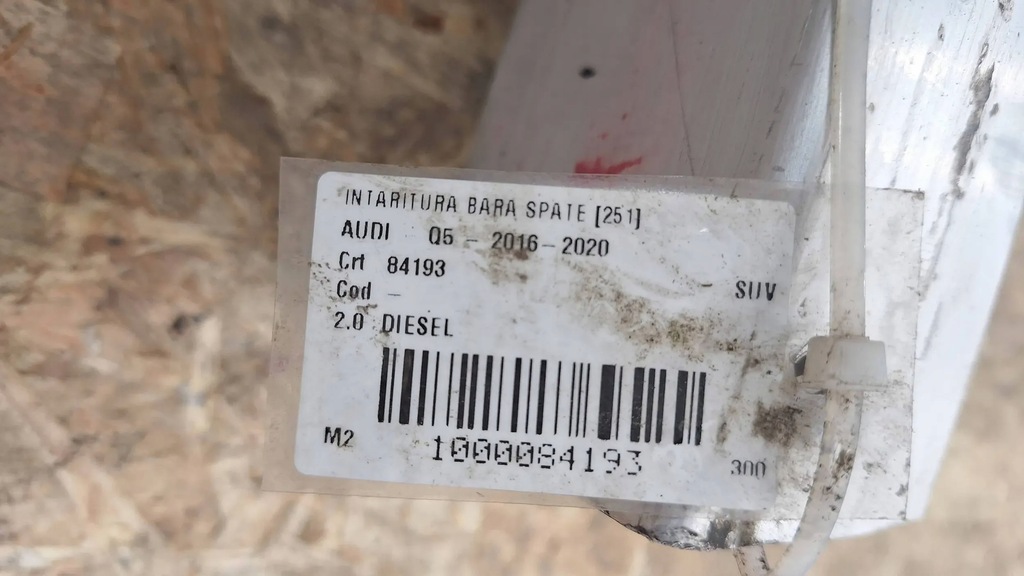 INTARITURA BARA SPATE [251]
AUDI Q5 - 2016-2020
Crt 84193
Cod - SUV
2.0 DIESEL
M2 1000084193 300